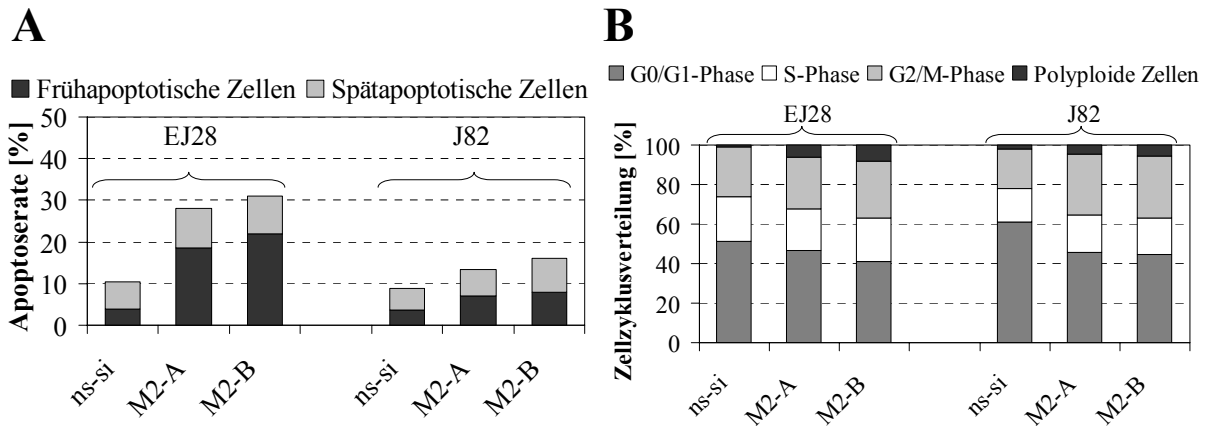 A
Frühapoptotische Zellen Spätapoptotische Zellen
Apoptoserate [%]
50
40
30
20
10
0
EJ28 J82
ns-si M2-A M2-B ns-si M2-A M2-B
B
G0/G1-Phase S-Phase G2/M-Phase Polyploide Zellen
Zellzyklusverteilung [%]
100
80
60
40
20
0
EJ28 J82
ns-si M2-A M2-B ns-si M2-A M2-B